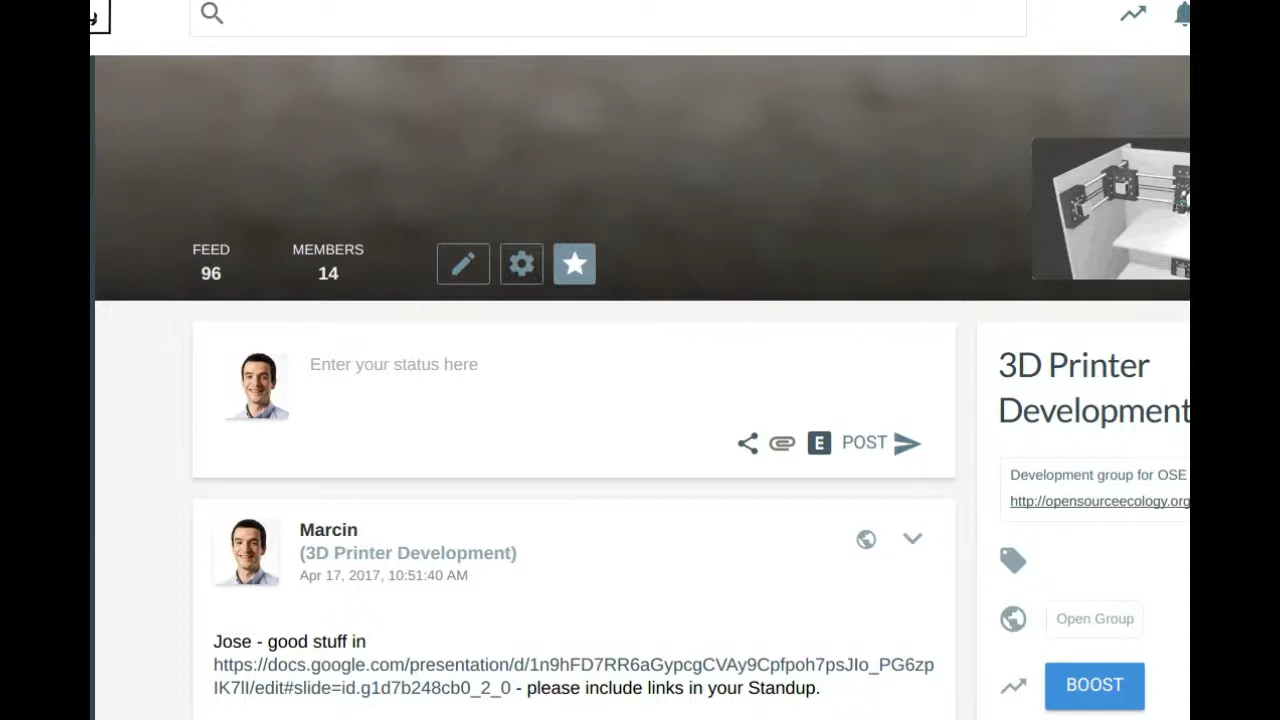 FEED
96
MEMBERS
14
Enter your status here
E POST
Marcin
(3D Printer Development)
Apr 17, 2017, 10:51:40 AM
Jose - good stuff in
https://docs.google.com/presentation/d/1n9hFD7RR6aGypcgCVAy9Cpfpoh7psJIo_PG6zp
IK7lI/edit#slide=id.g1d7b248cb0_2_0 - please include links in your Standup.
3D Printer
Development
Development group for OSE
http://opensourceecology.org
Open Group
BOOST